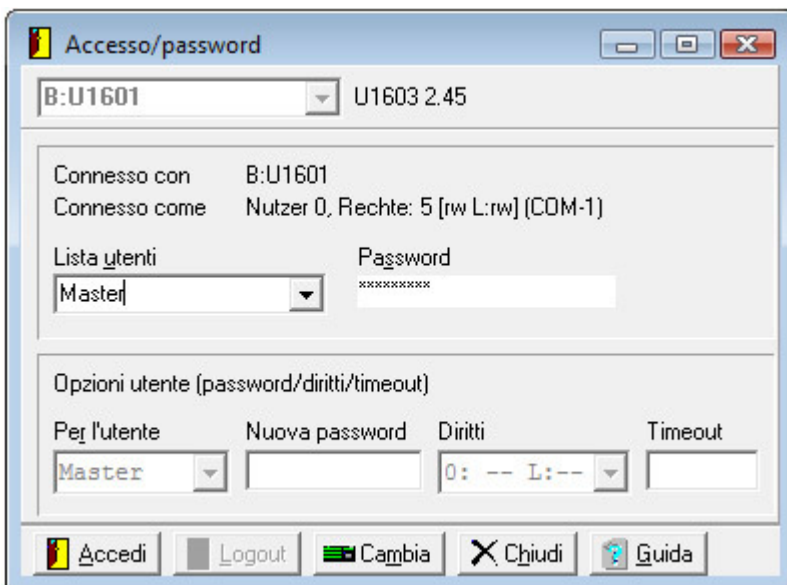 Accesso/password
B:U1601 U1603 2.45
Connesso con B:U1601
Connesso come Nutzer 0, Rechte: 5 [rw L:rw] (COM-1)
Lista utenti Password
Master *********
Opzioni utente (password/diritti/timeout)
Per l'utente Nuova password Diritti Timeout
Master 0: -- L:--
Accedi Logout Cambia Chiudi Guida